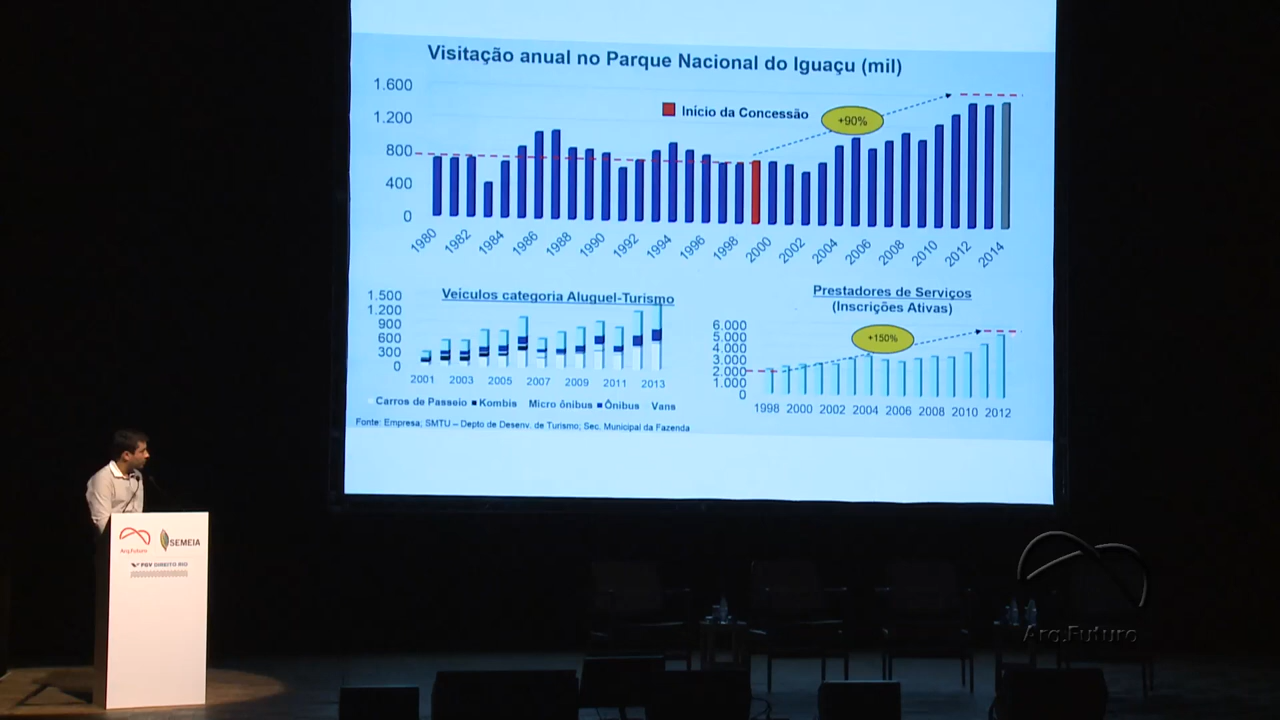 Visitação anual no Parque Nacional do Iguaçu (mil)
1.600
1.200
800
400
0
Início da Concessão
+90%
1980 1982 1984 1986 1988 1990 1992 1994 1996 1998 2000 2002 2004 2006 2008 2010 2012 2014
Veiculos categoria Aluguel-Turismo
1.500
1.200
900
600
300
0
2001 2003 2005 2007 2009 2011 2013
Carros de Passeio Kombis Micro ônibus Ônibus Vans
Fonte: Empresa; SMTU – Depto de Desenv. de Turismo; Sec. Municipal da Fazenda
Prestadores de Serviços
(Inscrições Ativas)
6.000
5.000
4.000
3.000
2.000
1.000
0
+150%
1998 2000 2002 2004 2006 2008 2010 2012
Arq.Futuro
SEMEIA
FGV DIREITO RIO
Arq.Futuro